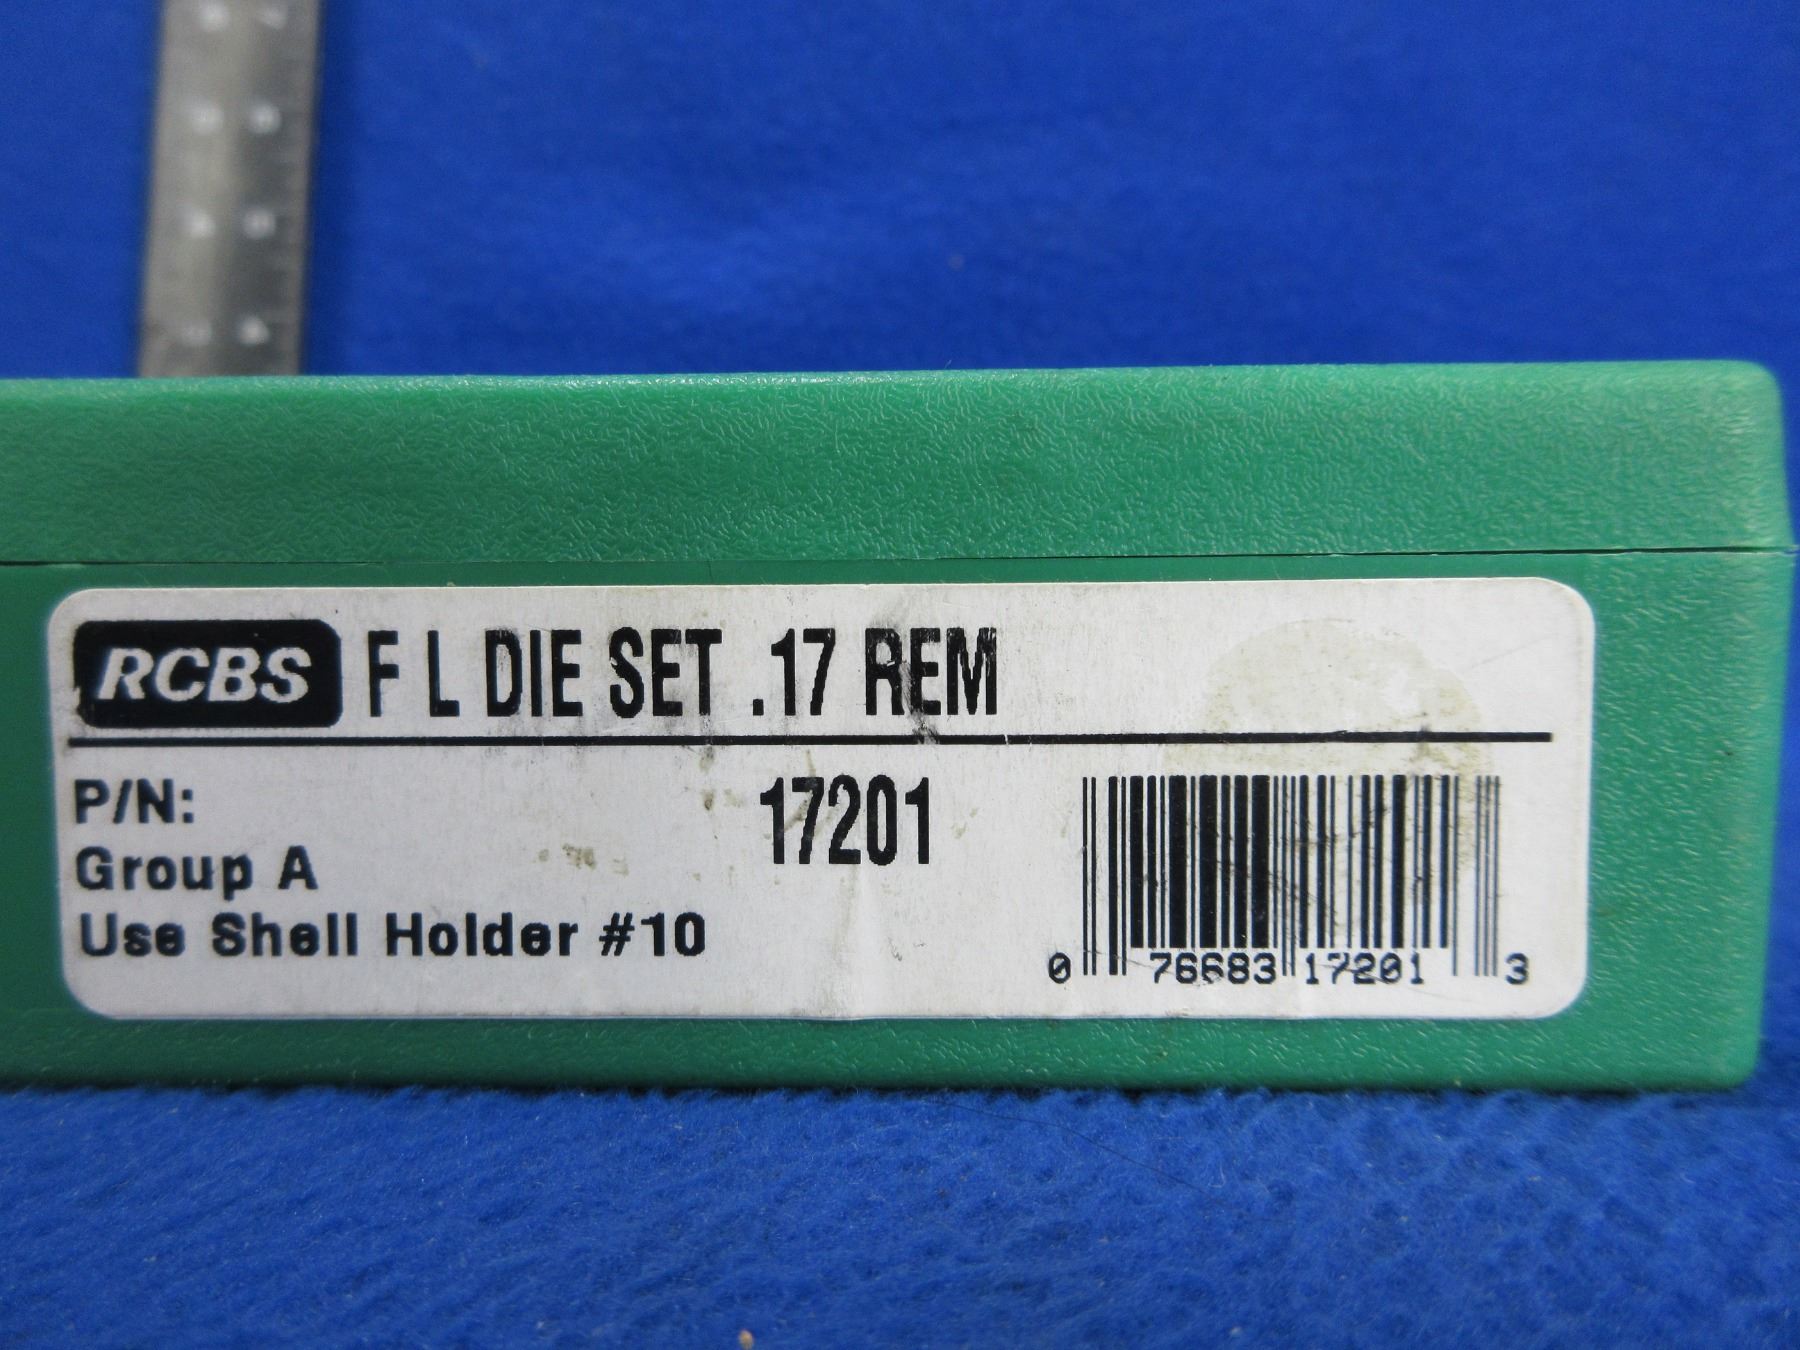 RCBS F L DIE SET .17 REM
P/N: 17201
Group A
Use Shell Holder #10
0 76683 17201 3